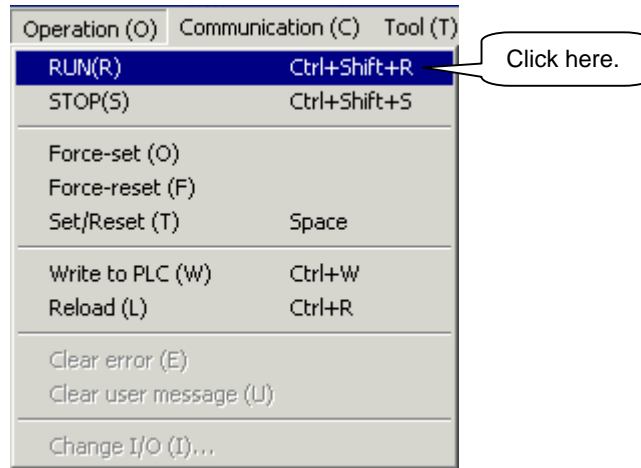 Operation (O) Communication (C) Tool (T)
RUN(R) Ctrl+Shift+R
Click here.
STOP(S) Ctrl+Shift+S
Force-set (O)
Force-reset (F)
Set/Reset (T) Space
Write to PLC (W) Ctrl+W
Reload (L) Ctrl+R
Clear error (E)
Clear user message (U)
Change I/O (I)...